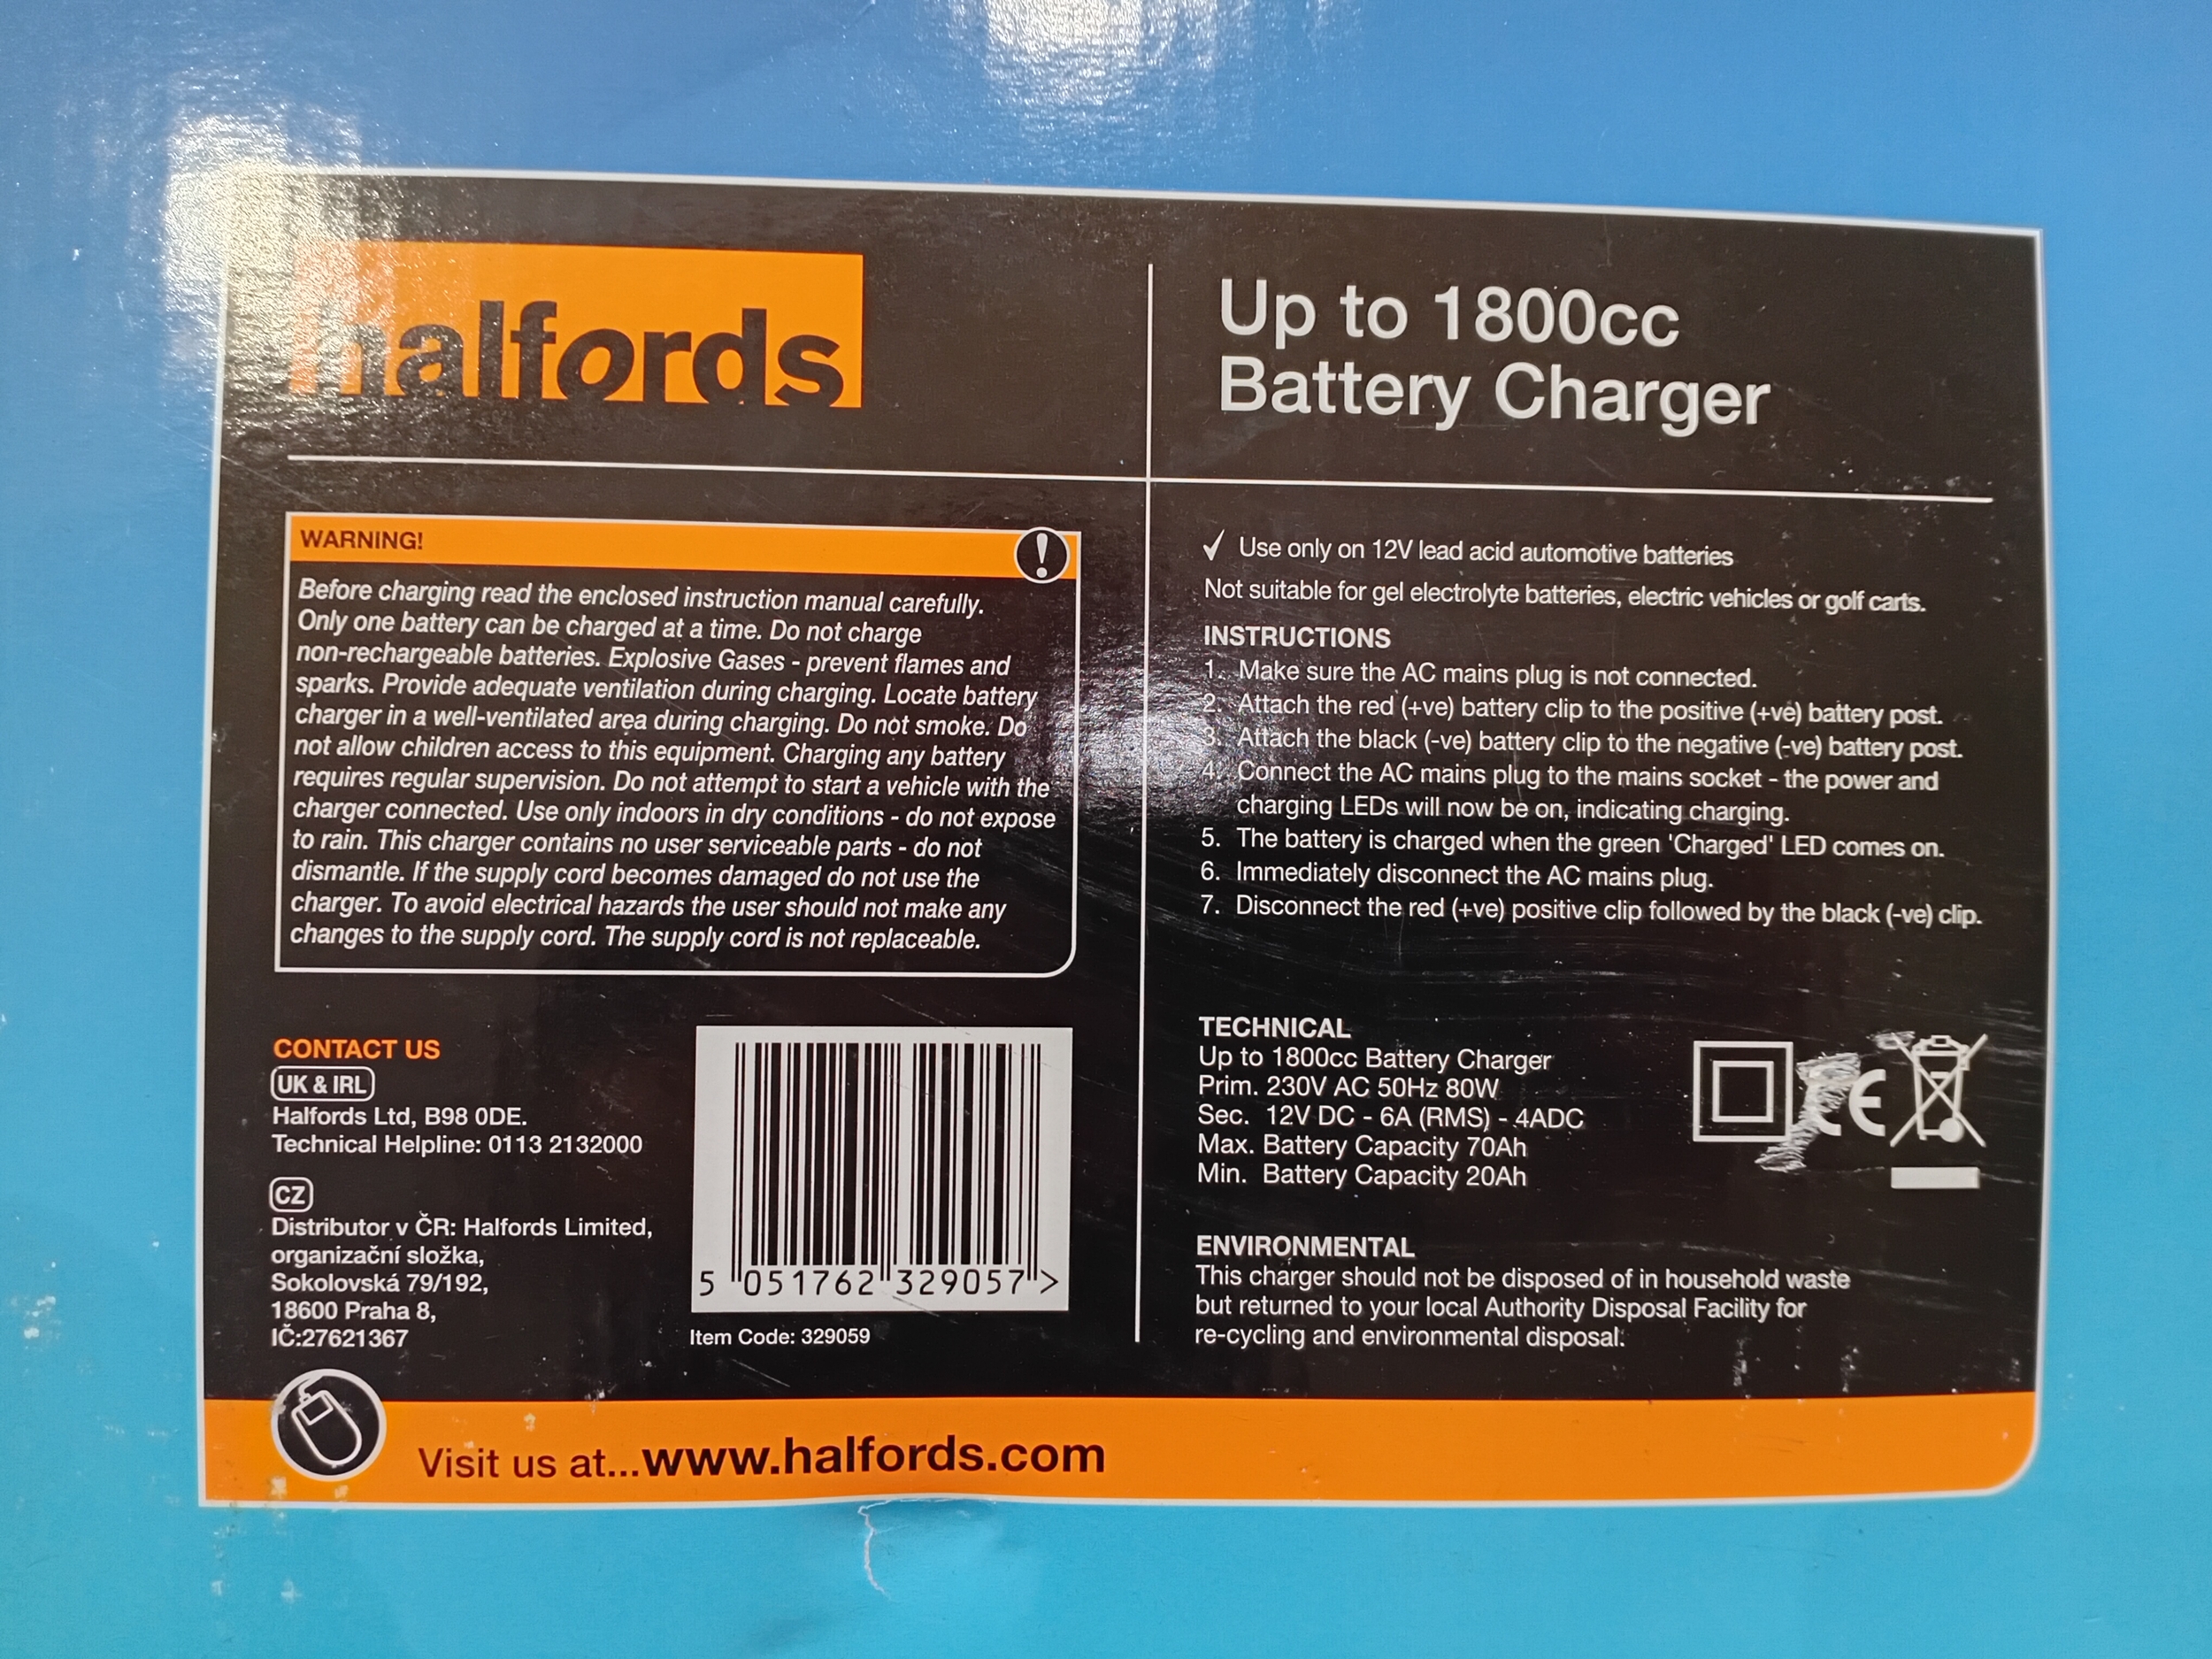 halfords
Up to 1800cc
Battery Charger
WARNING!
!
Before charging read the enclosed instruction manual carefully.
Only one battery can be charged at a time. Do not charge
non-rechargeable batteries. Explosive Gases - prevent flames and
sparks. Provide adequate ventilation during charging. Locate battery
charger in a well-ventilated area during charging. Do not smoke. Do
not allow children access to this equipment. Charging any battery
requires regular supervision. Do not attempt to start a vehicle with the
charger connected. Use only indoors in dry conditions - do not expose
to rain. This charger contains no user serviceable parts - do not
dismantle. If the supply cord becomes damaged do not use the
charger. To avoid electrical hazards the user should not make any
changes to the supply cord. The supply cord is not replaceable.
CONTACT US
UK & IRL
Halfords Ltd, B98 0DE.
Technical Helpline: 0113 2132000
CZ
Distributor v ČR: Halfords Limited,
organizační složka,
Sokolovská 79/192,
18600 Praha 8,
IČ:27621367
5 051762 329057 >
Item Code: 329059
✓ Use only on 12V lead acid automotive batteries
Not suitable for gel electrolyte batteries, electric vehicles or golf carts.
INSTRUCTIONS
1. Make sure the AC mains plug is not connected.
2. Attach the red (+ve) battery clip to the positive (+ve) battery post.
3. Attach the black (-ve) battery clip to the negative (-ve) battery post.
4. Connect the AC mains plug to the mains socket - the power and
charging LEDs will now be on, indicating charging.
5. The battery is charged when the green 'Charged' LED comes on.
6. Immediately disconnect the AC mains plug.
7. Disconnect the red (+ve) positive clip followed by the black (-ve) clip.
TECHNICAL
Up to 1800cc Battery Charger
Prim. 230V AC 50Hz 80W
Sec. 12V DC - 6A (RMS) - 4ADC
Max. Battery Capacity 70Ah
Min. Battery Capacity 20Ah
CE
ENVIRONMENTAL
This charger should not be disposed of in household waste
but returned to your local Authority Disposal Facility for
re-cycling and environmental disposal.
Visit us at...www.halfords.com